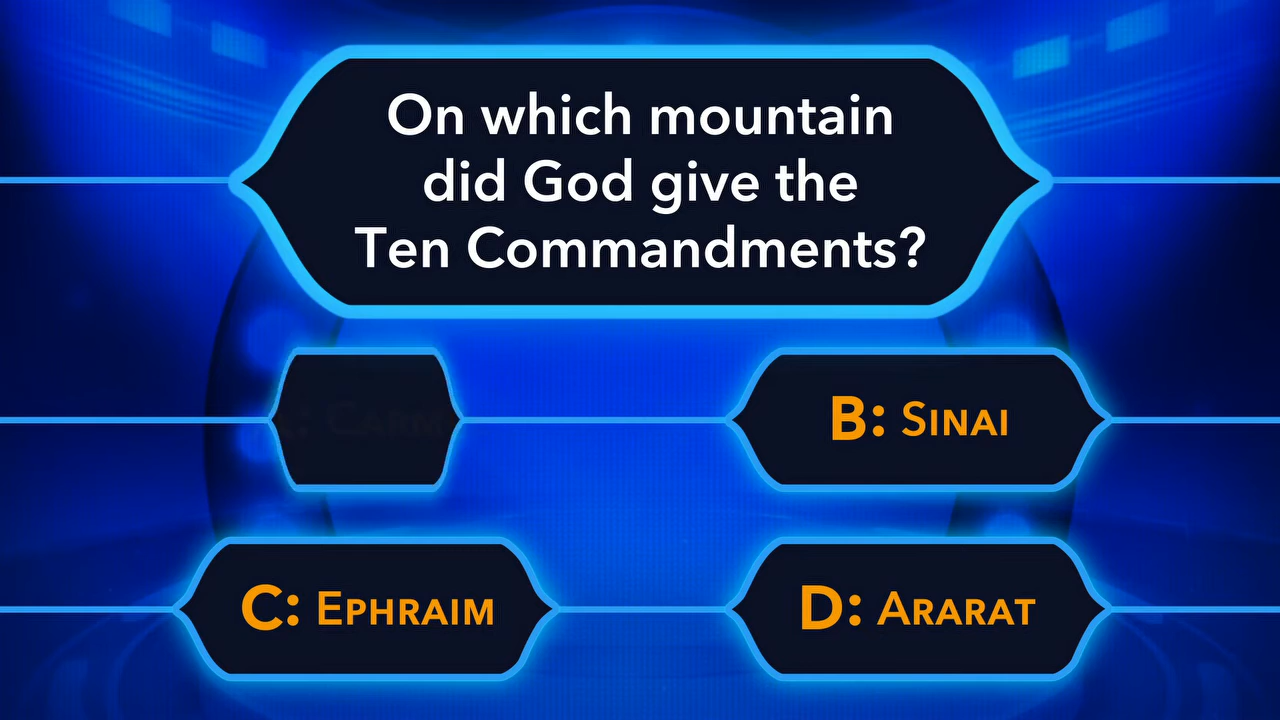 On which mountain
did God give the
Ten Commandments?
B: SINAI
C: EPHRAIM
D: ARARAT